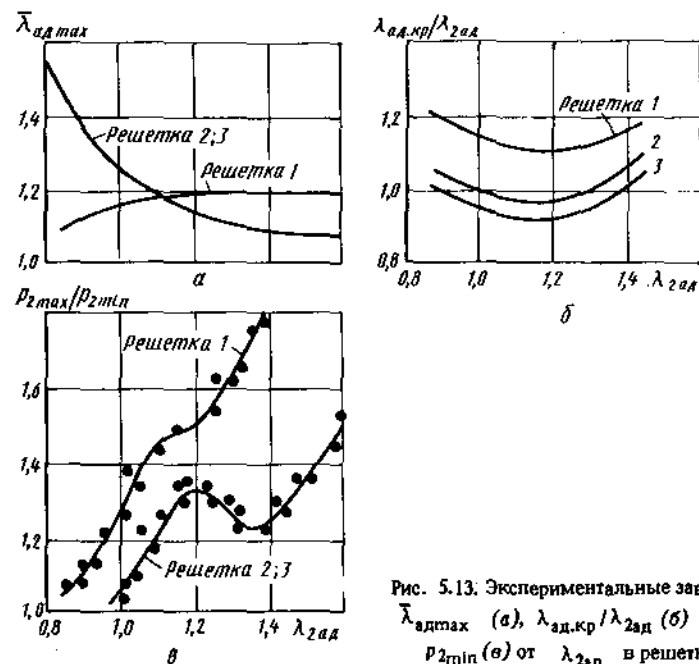 λ̄ад max
1,4
1,2
1,0
Решетка 2;3
Решетка 1
а
λад.кр/λ2ад
1,2
1,0
0,8
Решетка 1
2
3
0,8 1,0 1,2 1,4 λ2ад
б
p2max/p2min
1,6
1,4
1,2
1,0
Решетка 1
Решетка 2;3
0,8 1,0 1,2 1,4 λ2ад
в
Рис. 5.13. Экспериментальные зав
λ̄адmax (а), λад.кр/λ2ад (б)
p2min (в) от λ2ад в решет